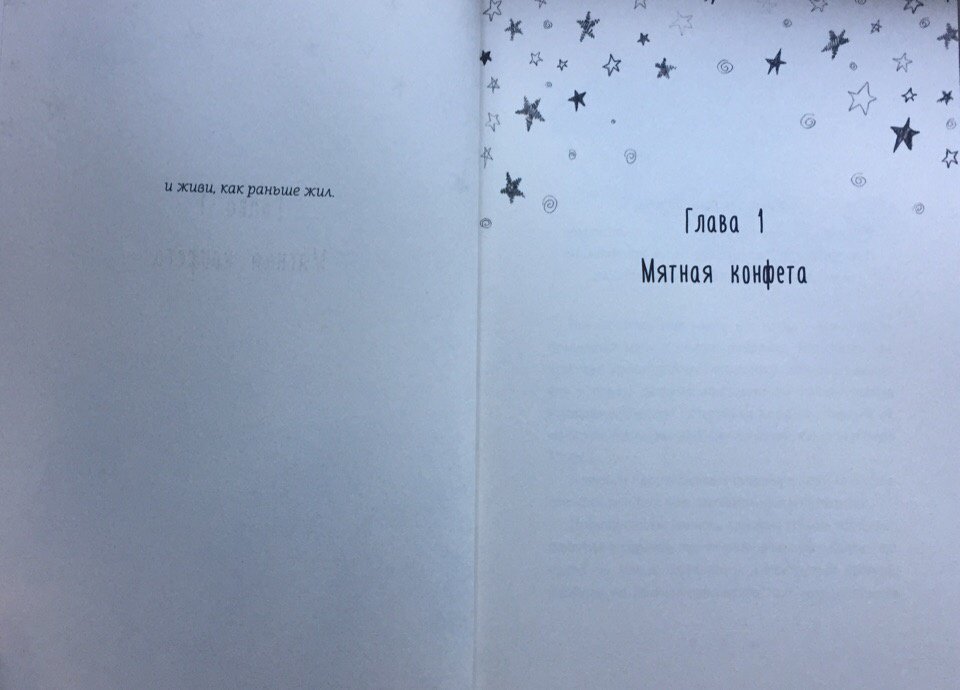 и живи, как раньше жил.
Глава 1
Мятная конфета